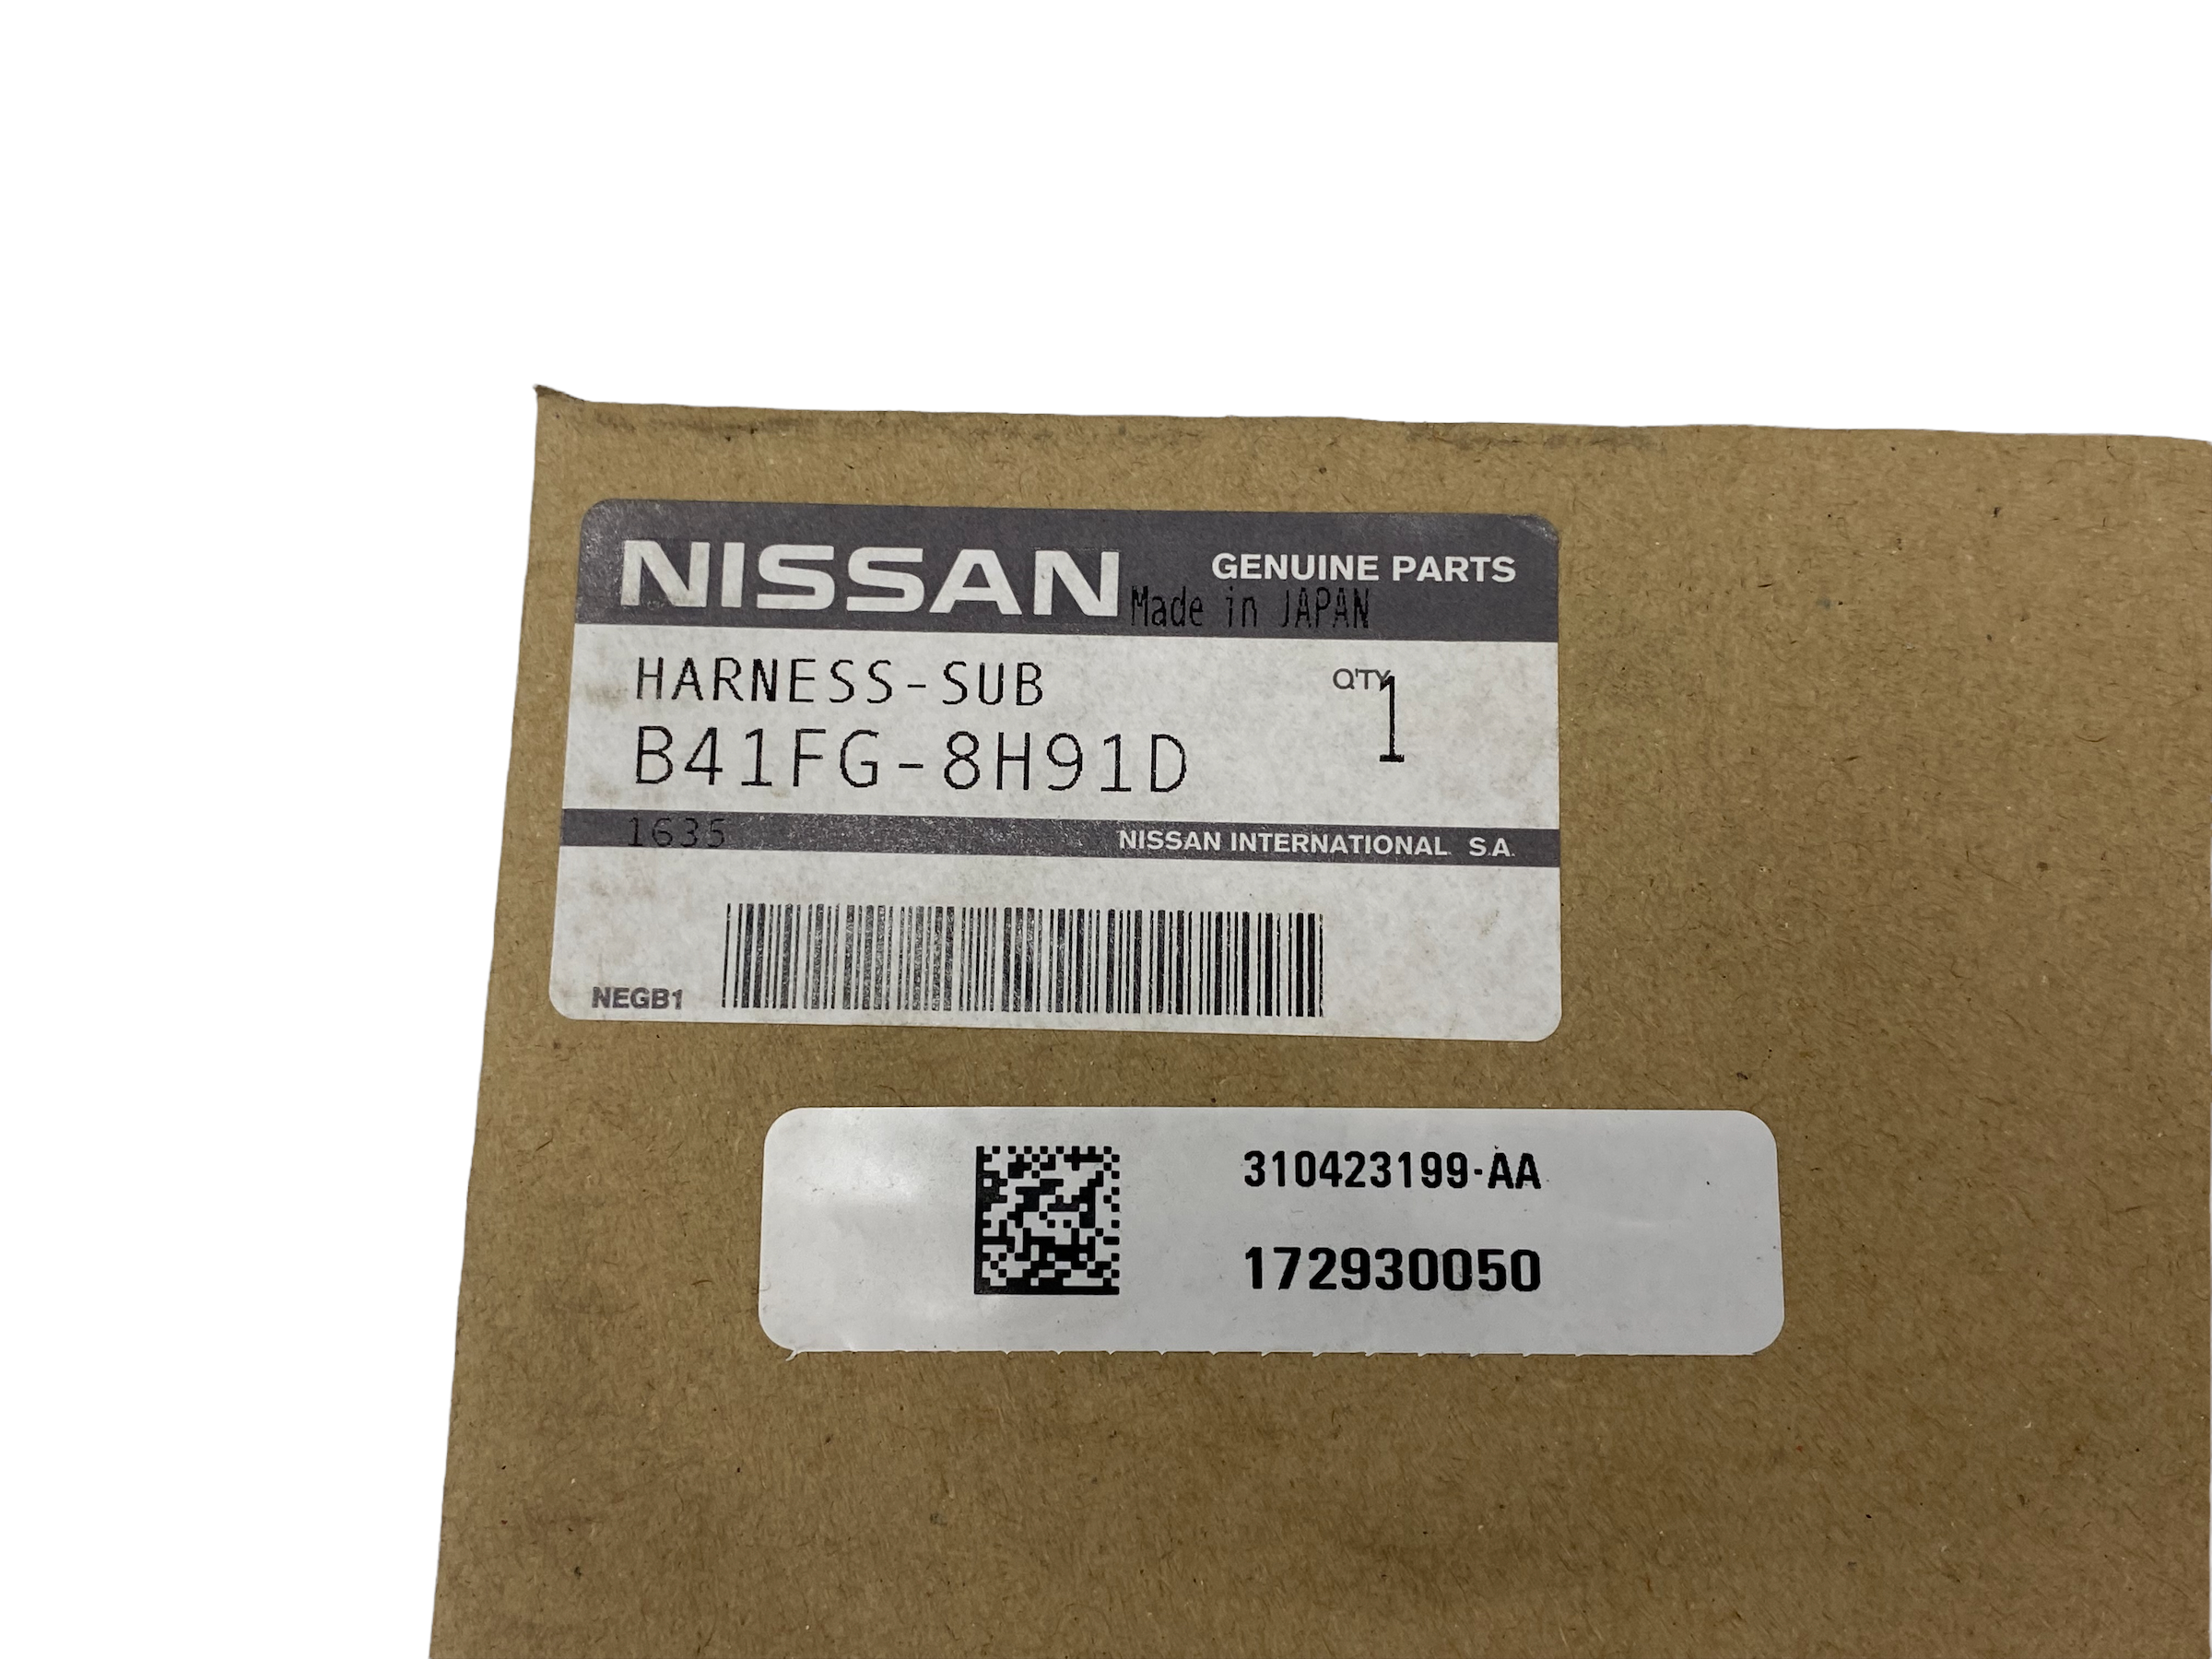 NISSAN GENUINE PARTS
Made in JAPAN
HARNESS-SUB Q'TY
B41FG-8H91D 1
1635 NISSAN INTERNATIONAL S.A.
NEGB1
310423199-AA
172930050